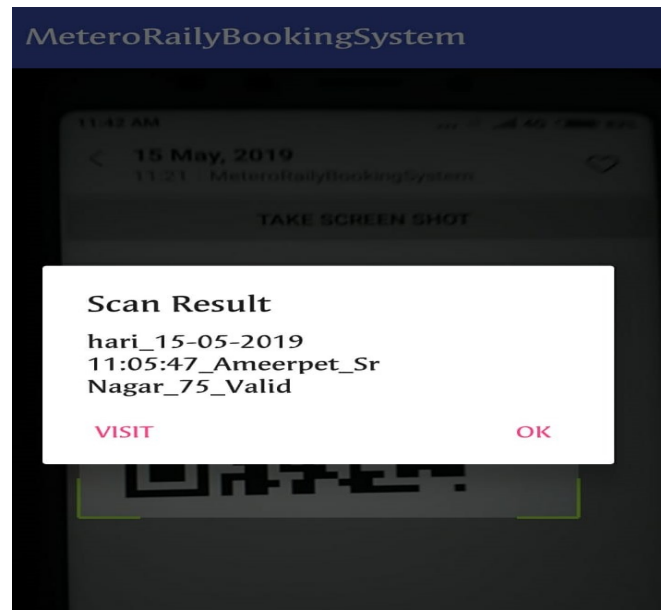 MeteroRailyBookingSystem
11:42 AM
15 May, 2019
11:21 MeteroRailyBookingSystem
TAKE SCREEN SHOT
Scan Result
hari_15-05-2019
11:05:47_Ameerpet_Sr
Nagar_75_Valid
VISIT
OK